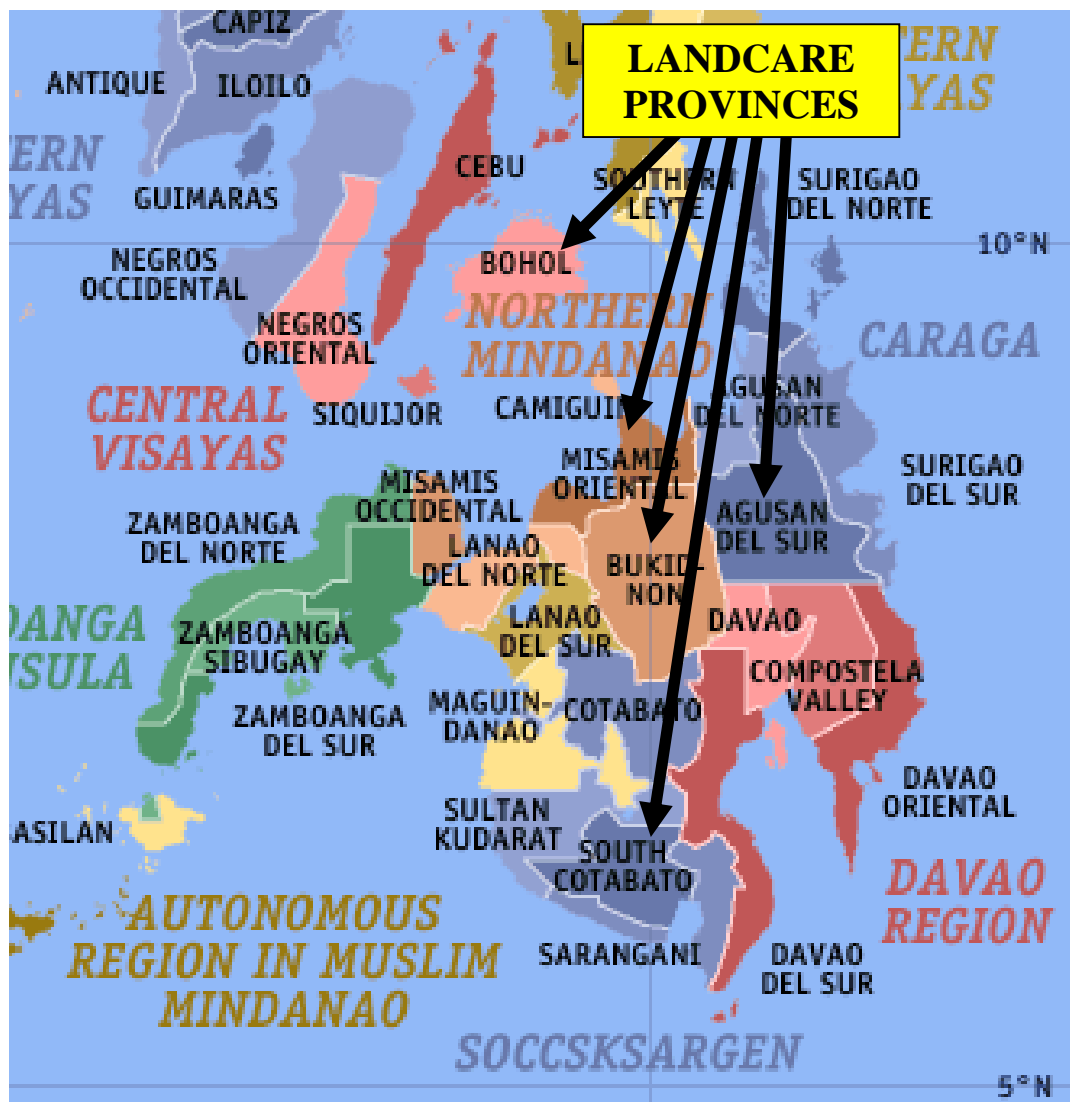 CAPIZ
L
LANDCARE
PROVINCES
ERN
YAS
ANTIQUE
ILOILO
ERN
YAS
GUIMARAS
CEBU
SOUTHERN
LEYTE
SURIGAO
DEL NORTE
10°N
NEGROS
OCCIDENTAL
BOHOL
NEGROS
ORIENTAL
NORTHERN
MINDANAO
CARAGA
CENTRAL
VISAYAS
SIQUIJOR
CAMIGUIN
AGUSAN
DEL NORTE
MISAMIS
ORIENTAL
SURIGAO
DEL SUR
MISAMIS
OCCIDENTAL
ZAMBOANGA
DEL NORTE
AGUSAN
DEL SUR
LANAO
DEL NORTE
BUKID-
NON
LANAO
DEL SUR
DAVAO
OANGA
NSULA
ZAMBOANGA
SIBUGAY
COMPOSTELA
VALLEY
MAGUIN-
DANAO
COTABATO
ZAMBOANGA
DEL SUR
DAVAO
ORIENTAL
SULTAN
KUDARAT
ASILAN
SOUTH
COTABATO
DAVAO
REGION
AUTONOMOUS
REGION IN MUSLIM
MINDANAO
SARANGANI
DAVAO
DEL SUR
SOCCSKSARGEN
5°N